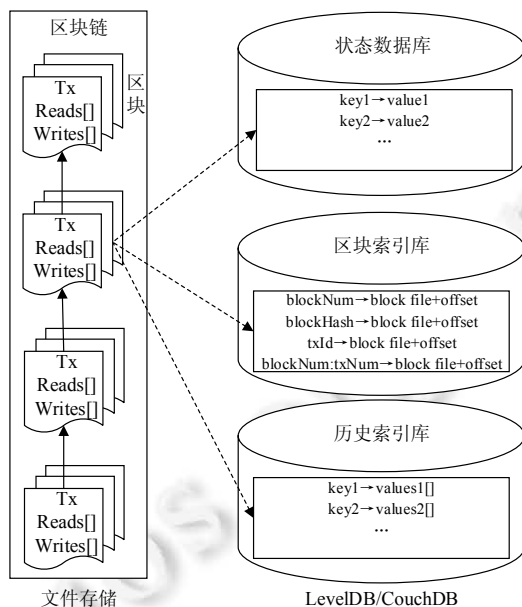 区块链
区块
Tx
Reads[]
Writes[]
Tx
Reads[]
Writes[]
Tx
Reads[]
Writes[]
Tx
Reads[]
Writes[]
文件存储
状态数据库
key1→value1
key2→value2
...
区块索引库
blockNum→block file+offset
blockHash→block file+offset
txId→block file+offset
blockNum:txNum→block file+offset
历史索引库
key1→values1[]
key2→values2[]
...
LevelDB/CouchDB